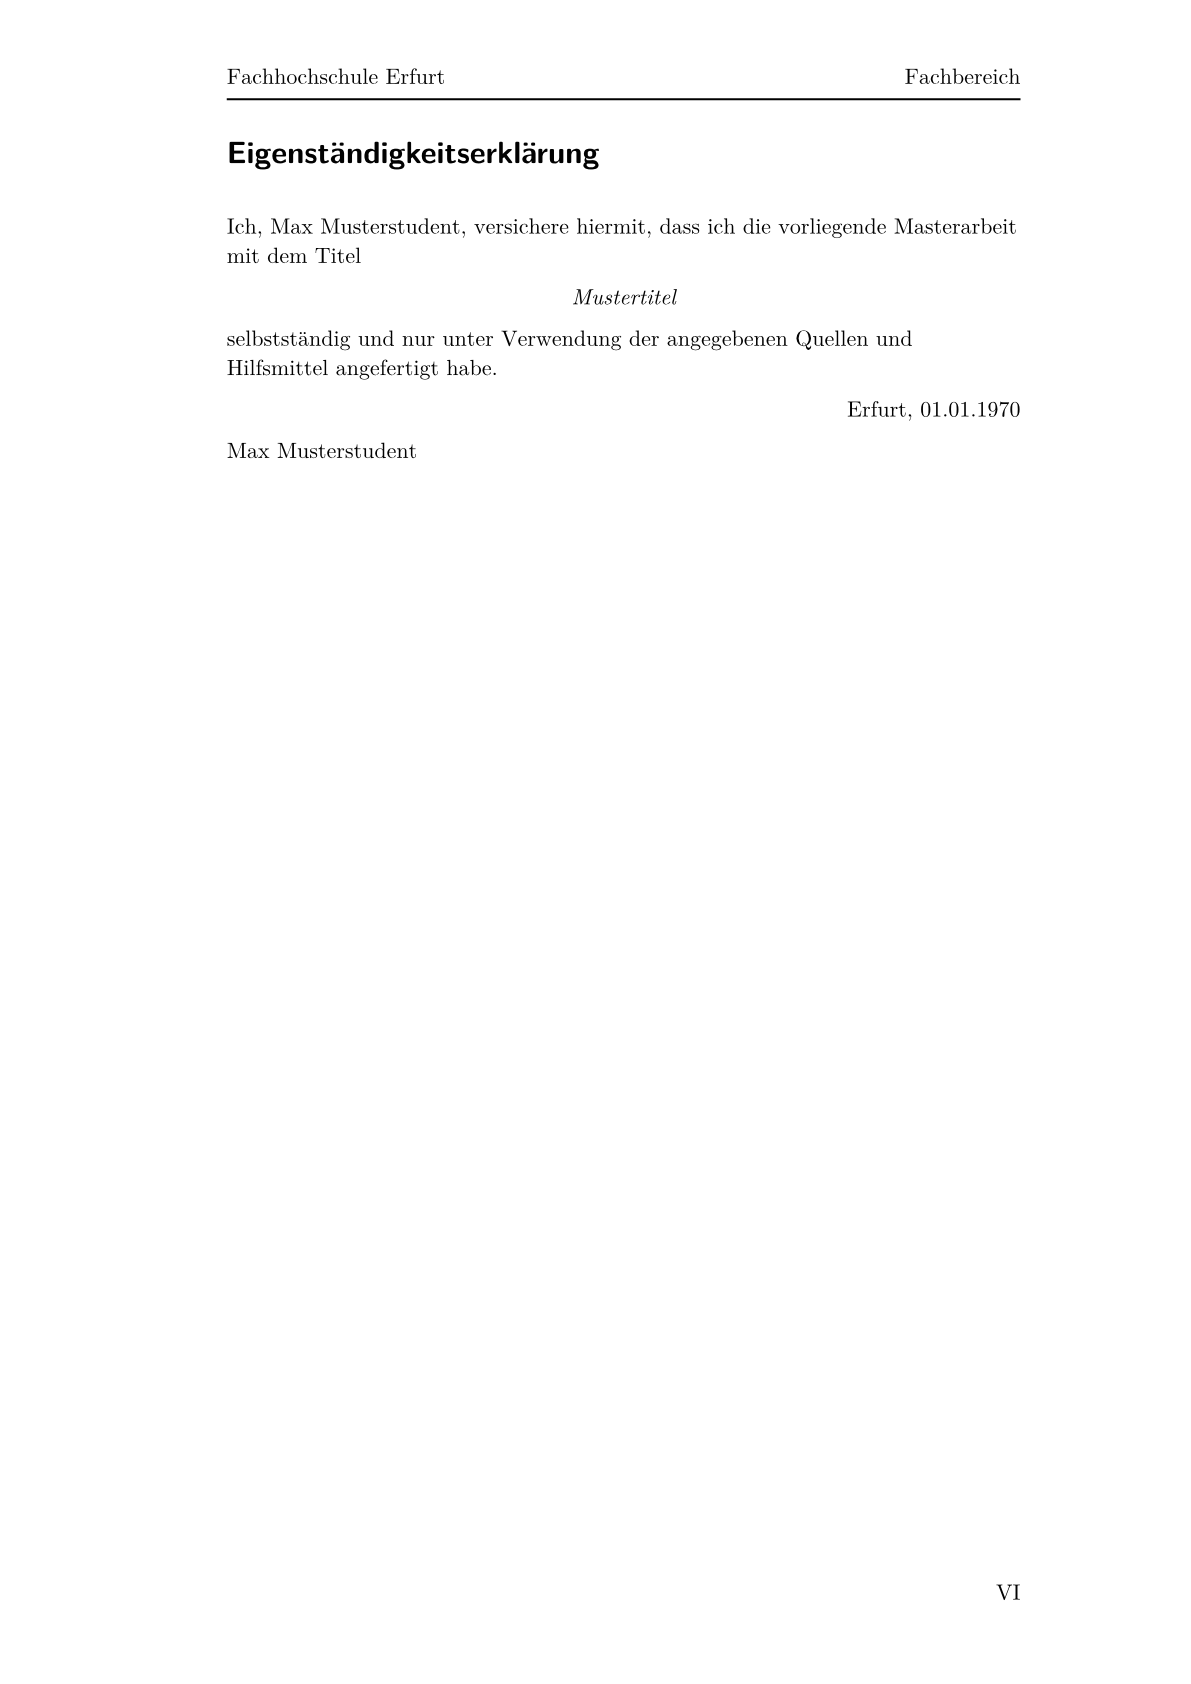 Fachhochschule Erfurt Fachbereich
Eigenständigkeitserklärung
Ich, Max Musterstudent, versichere hiermit, dass ich die vorliegende Masterarbeit
mit dem Titel
Mustertitel
selbstständig und nur unter Verwendung der angegebenen Quellen und
Hilfsmittel angefertigt habe.
Erfurt, 01.01.1970
Max Musterstudent
VI